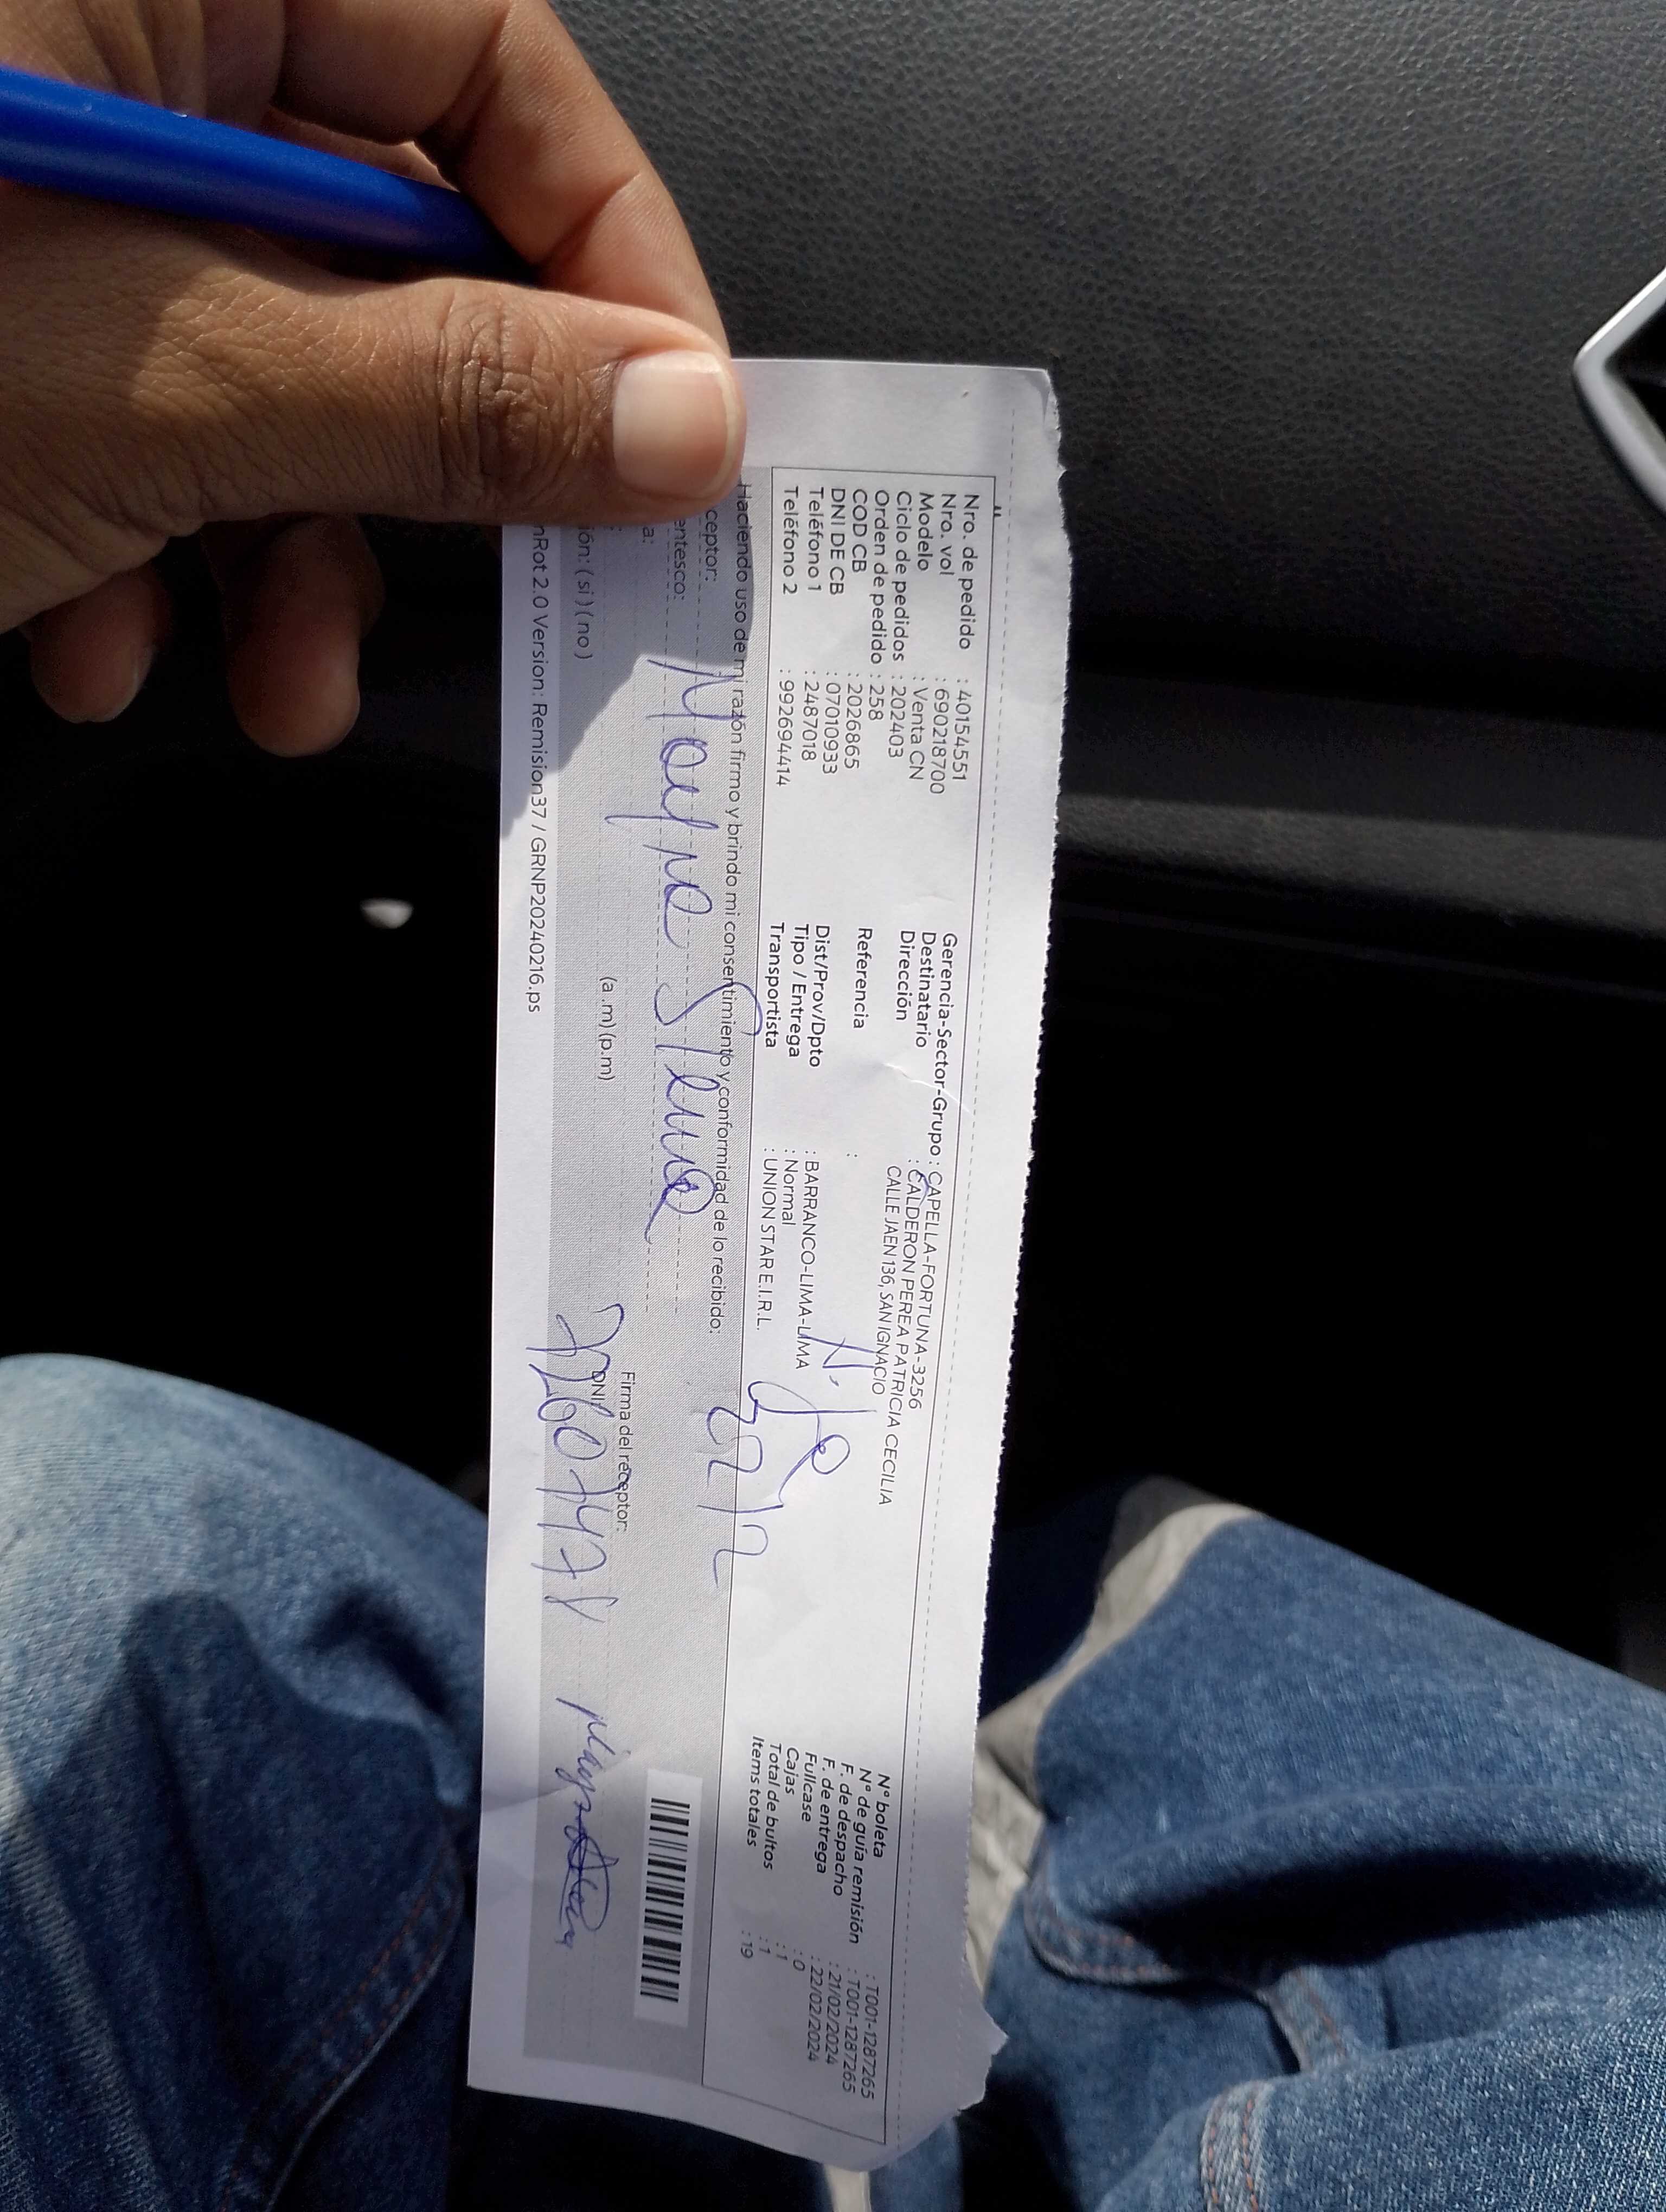 Nro. de pedido : 40154551
Nro. vol : 690218700
Modelo : Venta CN
Ciclo de pedidos : 202403
Orden de pedido : 258
COD CB : 2026865
DNI DE CB : 07010933
Teléfono 1 : 2487018
Teléfono 2 : 992694414
Gerencia-Sector-Grupo : CAPELLA-FORTUNA-3256
Destinatario : CALDERON PEREA PATRICIA CECILIA
Dirección CALLE JAEN 136, SAN IGNACIO
Referencia :
Dist/Prov/Dpto : BARRANCO-LIMA-LIMA
Tipo / Entrega : Normal
Transportista : UNION STAR E.I.R.L.
N° boleta : T001-1287265
N° de guía remisión : T001-1287265
F. de despacho : 21/02/2024
F. de entrega : 22/02/2024
Fullcase : 0
Cajas : 1
Total de bultos : 1
Items totales : 19
Haciendo uso de mi razón firmo y brindo mi consentimiento y conformidad de lo recibido:
ceptor:
entesco:
a:
(a .m) (p.m)
ión: ( si ) ( no )
Firma del receptor:
DNI
nRot 2.0 Version: Remision37 / GRNP20240216.ps